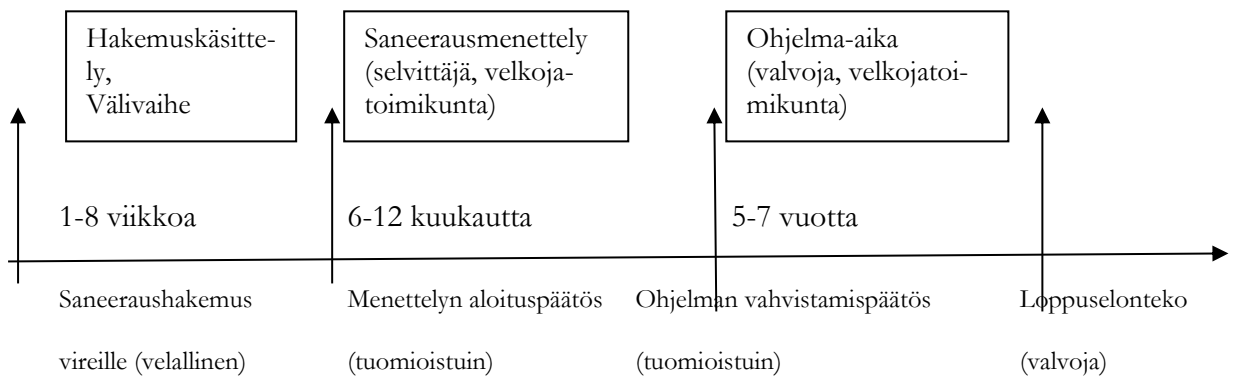 Hakemuskäsitte-
ly,
Välivaihe
Saneerausmenettely
(selvittäjä, velkoja-
toimikunta)
Ohjelma-aika
(valvoja, velkojatoi-
mikunta)
1-8 viikkoa
6-12 kuukautta
5-7 vuotta
Saneeraushakemus
vireille (velallinen)
Menettelyn aloituspäätös
(tuomioistuin)
Ohjelman vahvistamispäätös
(tuomioistuin)
Loppuselonteko
(valvoja)